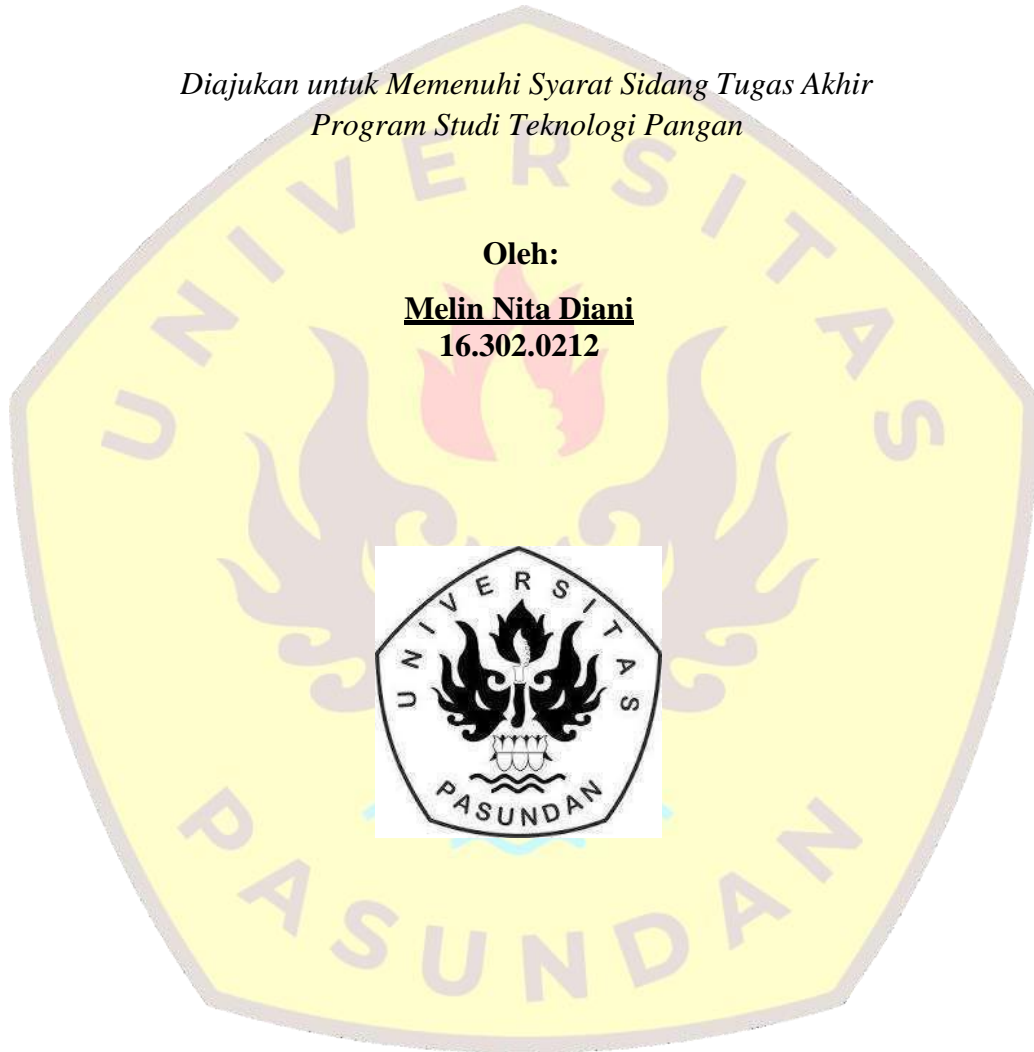 Diajukan untuk Memenuhi Syarat Sidang Tugas Akhir
Program Studi Teknologi Pangan
Oleh:
Melin Nita Diani
16.302.0212
UNIVERSITAS
PASUNDAN
UNIVERSITAS
PASUNDAN